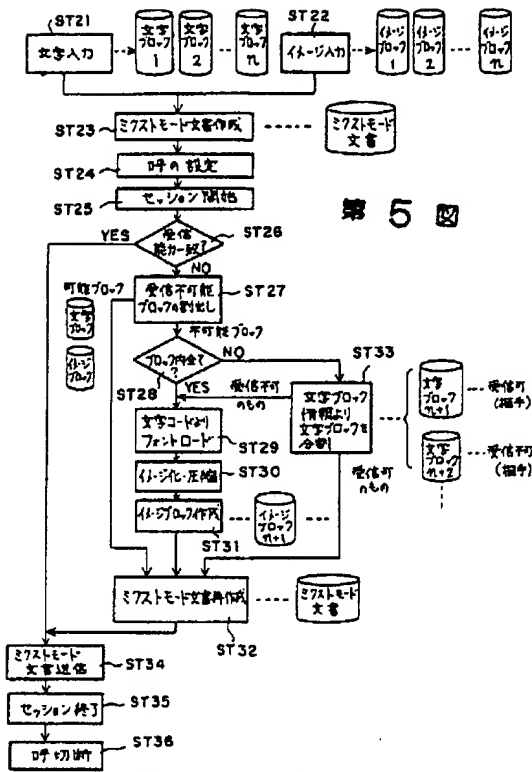 ST21
文字入力
文字ブロック1
文字ブロック2
文字ブロックn
ST22
イメージ入力
イメージブロック1
イメージブロック2
イメージブロックn
ST23
ミクストモード文書作成
ミクストモード
文書
ST24
呼の設定
ST25
セッション開始
第5図
YES
受信
能力一致?
ST26
NO
可能ブロック
文字
ブロック
イメージ
ブロック
受信不可能
ブロックの割出し
ST27
不可能ブロック
ブロック内全て
?
ST28
NO
YES
受信不可
のもの
ST33
文字ブロック
情報より
文字ブロックを
分割
文字
ブロック
n+1
受信可
(相手)
文字
ブロック
n+2
受信不可
(相手)
受信可
のもの
文字コードより
フォントロード
ST29
イメージ化・圧縮
ST30
イメージブロック作成
ST31
イメージ
ブロック
n+1
ミクストモード文書再作成
ST32
ミクストモード
文書
ミクストモード
文書送信
ST34
セッション終了
ST35
呼切断
ST36